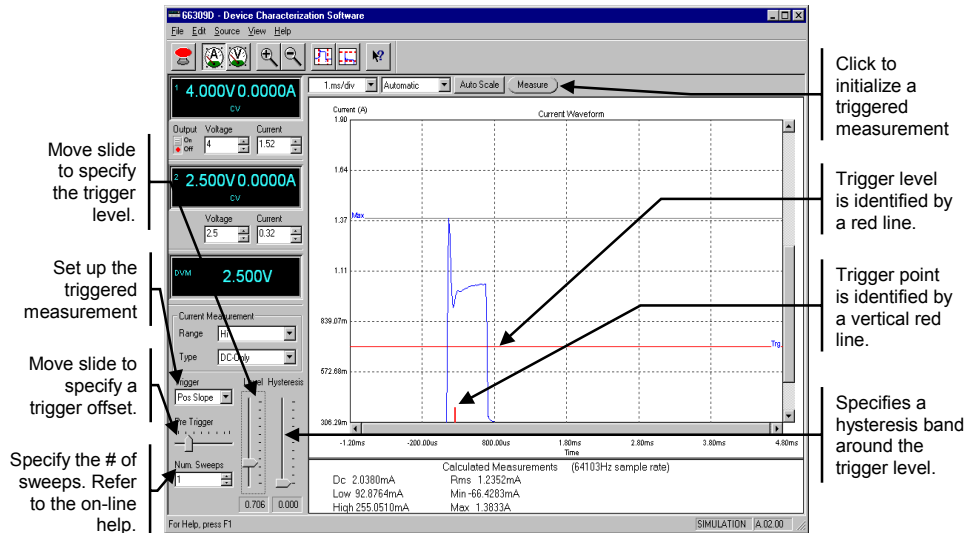 66309D - Device Characterization Software
File Edit Source View Help
A V
1.ms/div Automatic Auto Scale Measure
1 4.000V 0.0000A
CV
Output Voltage Current
On
Off
4 1.52
2 2.500V 0.0000A
CV
Voltage Current
2.5 0.32
DVM 2.500V
Current Measurement
Range Hi
Type DC-Only
Trigger Level Hysteresis
Pos Slope
Pre Trigger
Num. Sweeps
1
0.706 0.000
Current (A)
Current Waveform
1.90
1.64
1.37
1.11
839.07m
572.68m
306.29m
Max
Trg
-1.20ms -200.00us 800.00us 1.80ms 2.80ms 3.80ms 4.80ms
Time
Calculated Measurements (64103Hz sample rate)
Dc 2.0380mA Rms 1.2352mA
Low 92.8764mA Min -66.4283mA
High 255.0510mA Max 1.3833A
For Help, press F1
SIMULATION A.02.00
Move slide
to specify
the trigger
level.
Set up the
triggered
measurement
Move slide to
specify a
trigger offset.
Specify the # of
sweeps. Refer
to the on-line
help.
Click to
initialize a
triggered
measurement
Trigger level
is identified by
a red line.
Trigger point
is identified by
a vertical red
line.
Specifies a
hysteresis band
around the
trigger level.